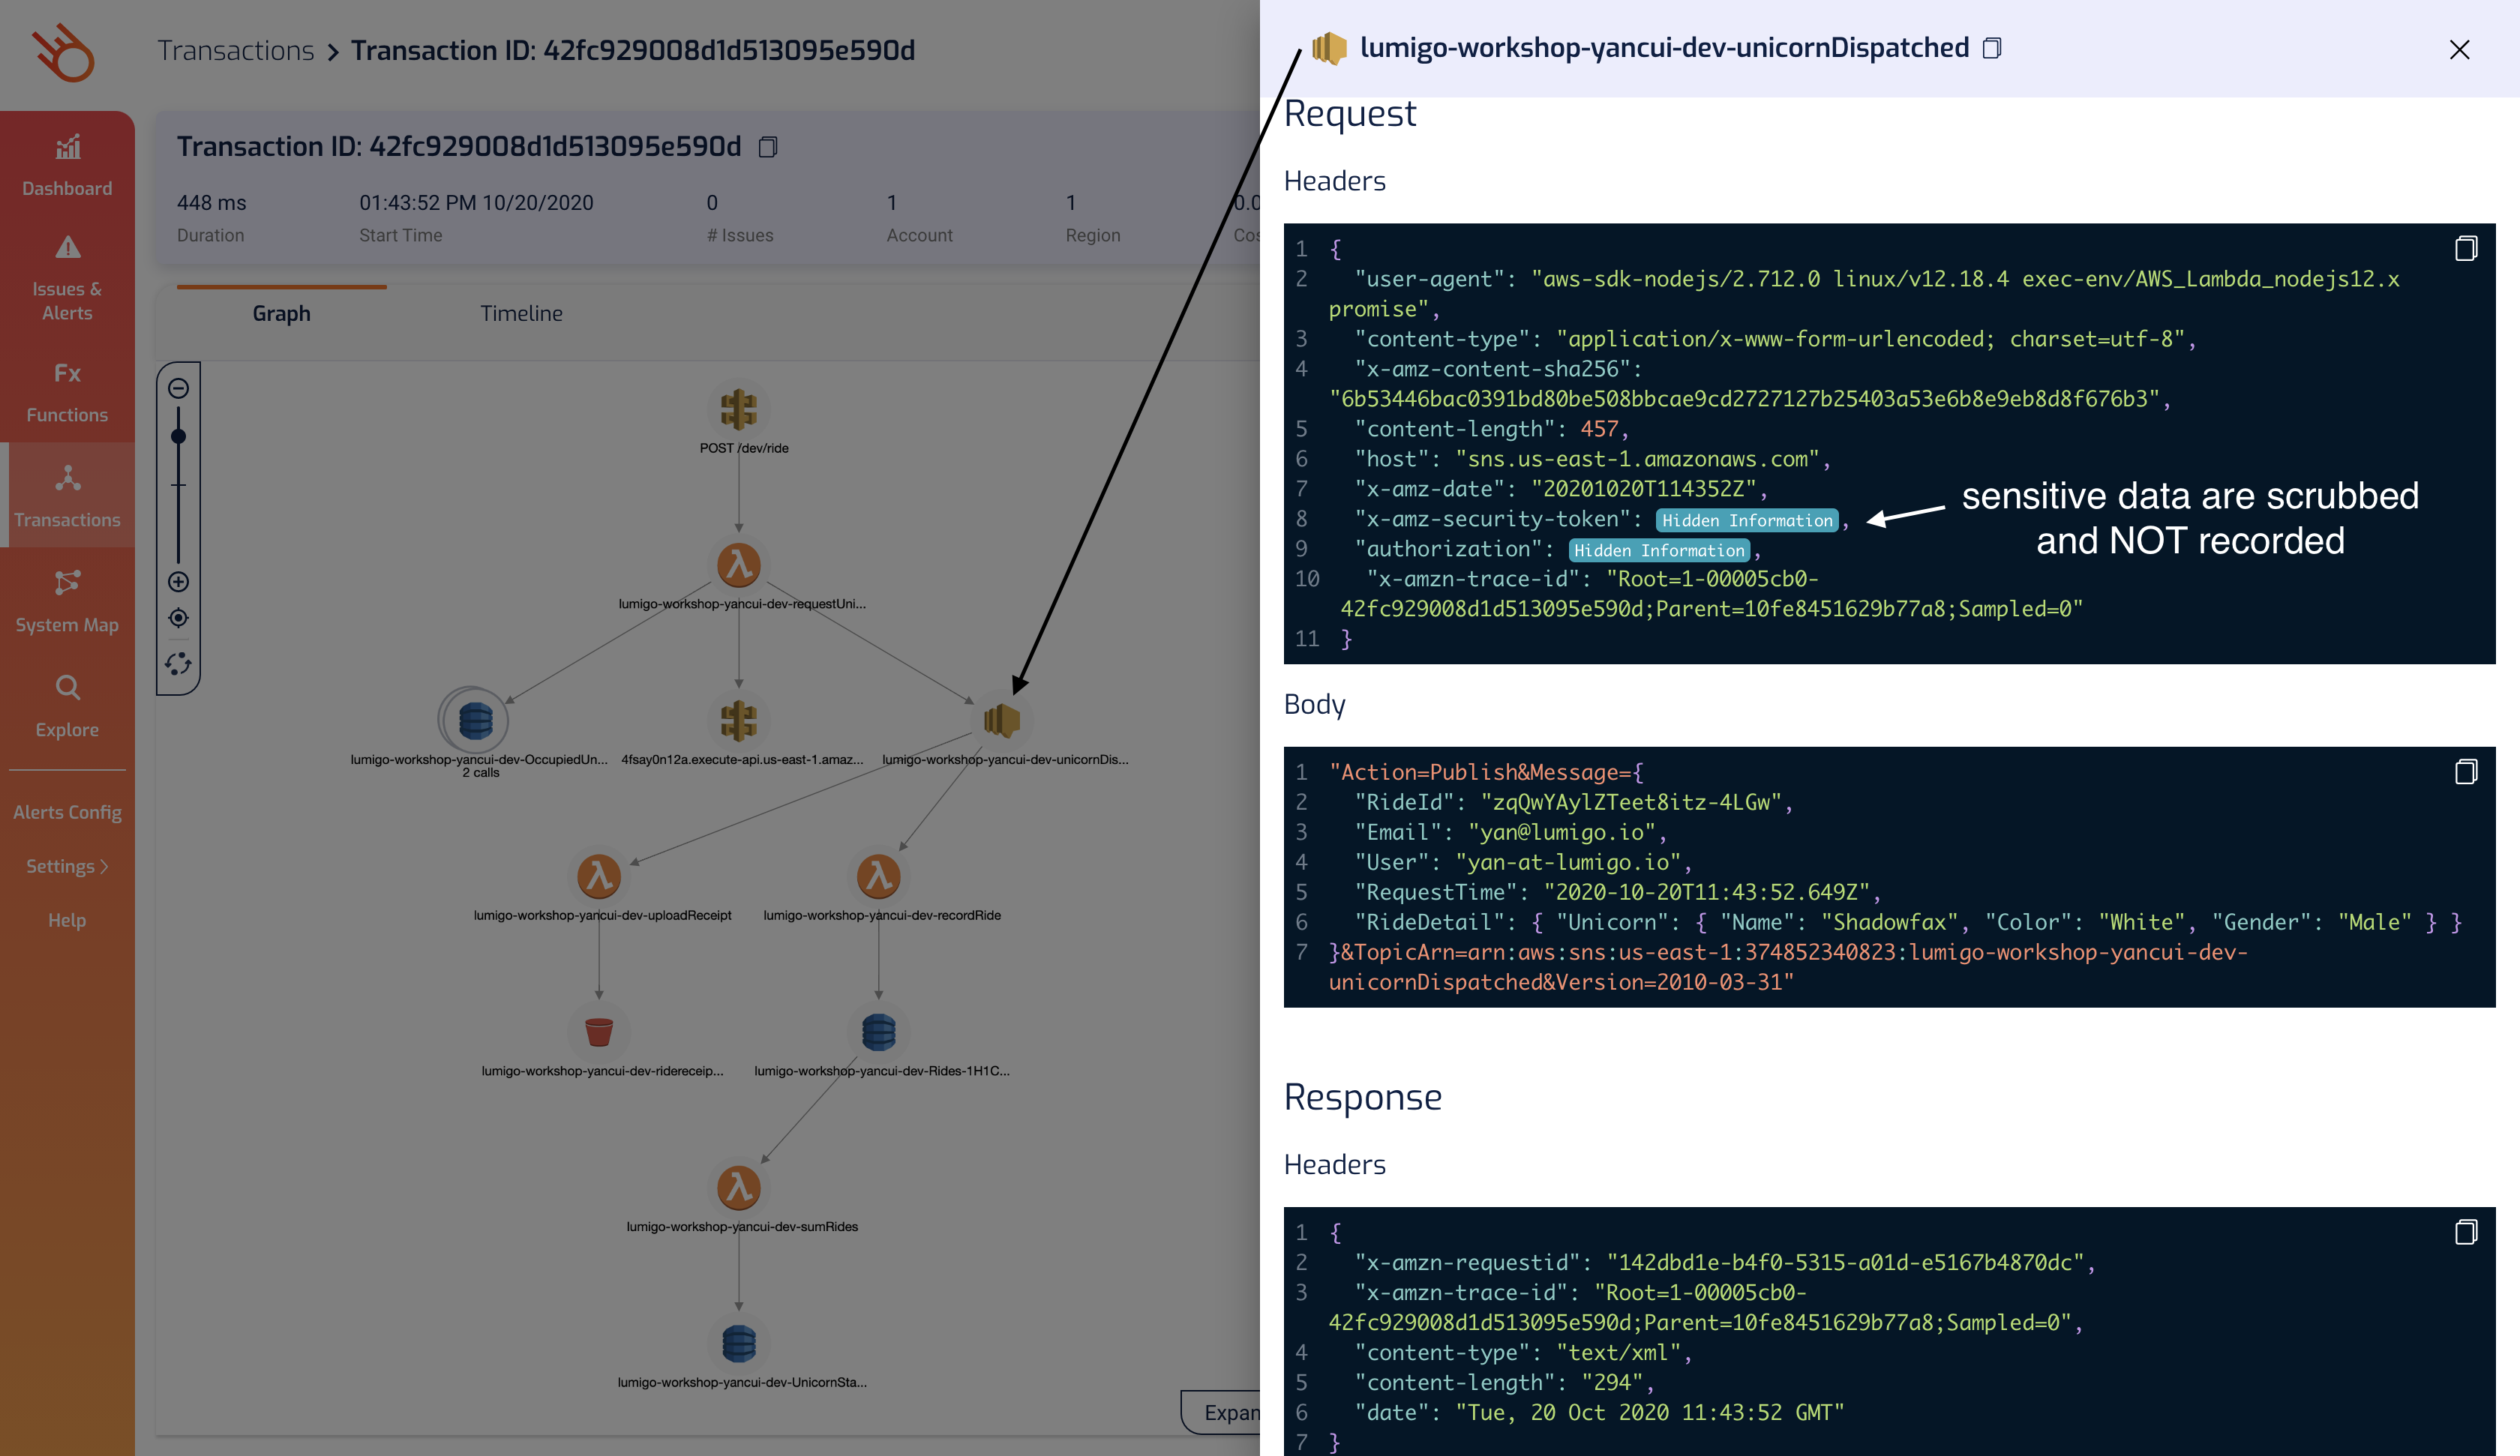 Transactions > Transaction ID: 42fc929008d1d513095e590d
Transaction ID: 42fc929008d1d513095e590d
448 ms
Duration
01:43:52 PM 10/20/2020
Start Time
0
# Issues
1
Account
1
Region
0.0
Cos
Dashboard
Issues &
Alerts
Fx
Functions
Transactions
System Map
Explore
Alerts Config
Settings >
Help
Graph
Timeline
POST /dev/ride
lumigo-workshop-yancui-dev-requestUni...
lumigo-workshop-yancui-dev-OccupiedUn...
2 calls
4fsay0n12a.execute-api.us-east-1.amaz...
lumigo-workshop-yancui-dev-unicornDis...
lumigo-workshop-yancui-dev-uploadReceipt
lumigo-workshop-yancui-dev-recordRide
lumigo-workshop-yancui-dev-ridereceip...
lumigo-workshop-yancui-dev-Rides-1H1C...
lumigo-workshop-yancui-dev-sumRides
lumigo-workshop-yancui-dev-UnicornSta...
Expan
lumigo-workshop-yancui-dev-unicornDispatched
Request
Headers
1 {
2 "user-agent": "aws-sdk-nodejs/2.712.0 linux/v12.18.4 exec-env/AWS_Lambda_nodejs12.x
promise",
3 "content-type": "application/x-www-form-urlencoded; charset=utf-8",
4 "x-amz-content-sha256":
"6b53446bac0391bd80be508bbcae9cd2727127b25403a53e6b8e9eb8d8f676b3",
5 "content-length": 457,
6 "host": "sns.us-east-1.amazonaws.com",
7 "x-amz-date": "20201020T114352Z",
8 "x-amz-security-token": Hidden Information,
9 "authorization": Hidden Information,
10 "x-amzn-trace-id": "Root=1-00005cb0-
42fc929008d1d513095e590d;Parent=10fe8451629b77a8;Sampled=0"
11 }
sensitive data are scrubbed
and NOT recorded
Body
1 "Action=Publish&Message={
2 "RideId": "zqQwYAylZTeet8itz-4LGw",
3 "Email": "yan@lumigo.io",
4 "User": "yan-at-lumigo.io",
5 "RequestTime": "2020-10-20T11:43:52.649Z",
6 "RideDetail": { "Unicorn": { "Name": "Shadowfax", "Color": "White", "Gender": "Male" } }
7 }&TopicArn=arn:aws:sns:us-east-1:374852340823:lumigo-workshop-yancui-dev-
unicornDispatched&Version=2010-03-31"
Response
Headers
1 {
2 "x-amzn-requestid": "142dbd1e-b4f0-5315-a01d-e5167b4870dc",
3 "x-amzn-trace-id": "Root=1-00005cb0-
42fc929008d1d513095e590d;Parent=10fe8451629b77a8;Sampled=0",
4 "content-type": "text/xml",
5 "content-length": "294",
6 "date": "Tue, 20 Oct 2020 11:43:52 GMT"
7 }